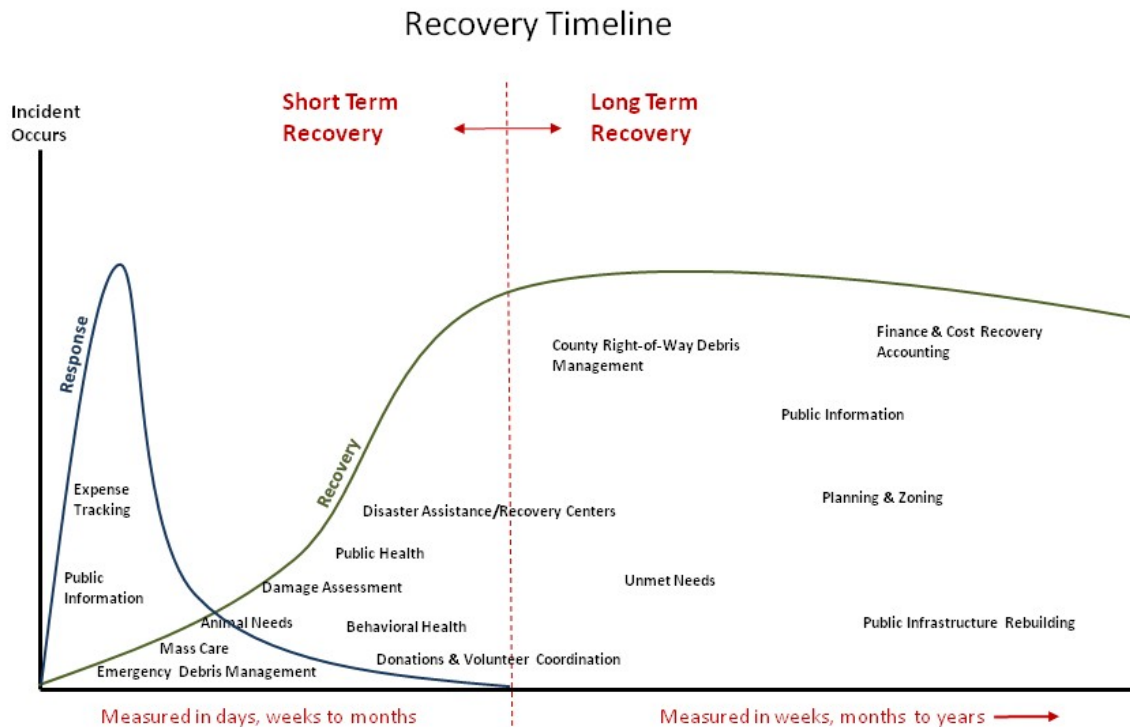 Recovery Timeline
Incident
Occurs
Short Term
Recovery
Long Term
Recovery
Response
Recovery
Expense
Tracking
Public
Information
Emergency Debris Management
Mass Care
Animal Needs
Damage Assessment
Public Health
Disaster Assistance/Recovery Centers
Behavioral Health
Donations & Volunteer Coordination
County Right-of-Way Debris
Management
Finance & Cost Recovery
Accounting
Public Information
Planning & Zoning
Unmet Needs
Public Infrastructure Rebuilding
Measured in days, weeks to months
Measured in weeks, months to years